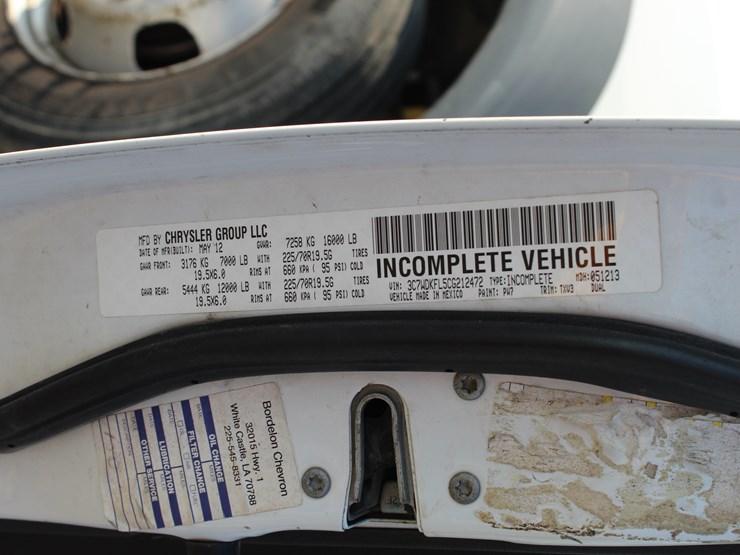 MFD BY CHRYSLER GROUP LLC
DATE OF MFR(BUILT): MAY '12 GVWR: 7258 KG 16000 LB
GAWR FRONT: 3176 KG 7000 LB WITH 225/70R19.5G TIRES
19.5X6.0 RIMS AT 660 KPA ( 95 PSI) COLD
GAWR REAR: 5444 KG 12000 LB WITH 225/70R19.5G TIRES
19.5X6.0 RIMS AT 660 KPA ( 95 PSI) COLD
INCOMPLETE VEHICLE
VIN: 3C7WDKFL5CG212472 TYPE: INCOMPLETE MDH: 051213
VEHICLE MADE IN MEXICO PAINT: PW7 TRIM: TXV3 DUAL
Bordelon Chevron
32015 Hwy. 1
White Castle, LA 70788
225-545-8331
OIL CHANGE
FILTER CHANGE
LUBRICATION
OTHER SERVICE